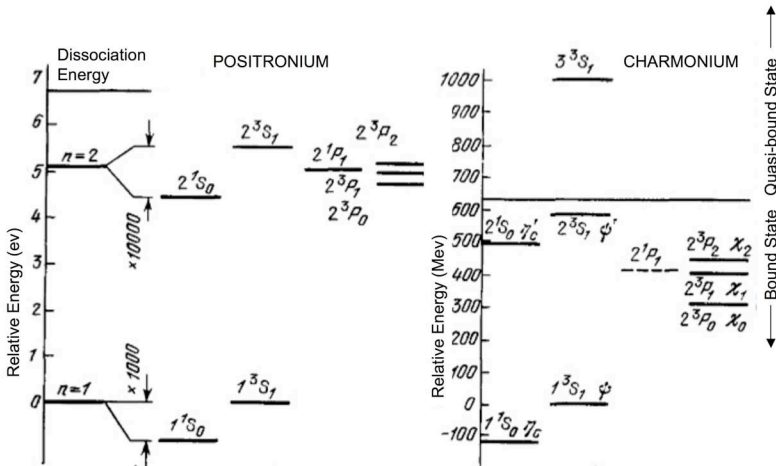 Dissociation Energy
POSITRONIUM
Relative Energy (ev)
7
6
5
4
3
2
1
0
n=2
n=1
×10000
×1000
2³S₁
2¹S₀
2¹P₁
2³P₂
2³P₁
2³P₀
1³S₁
1¹S₀
CHARMONIUM
Relative Energy (Mev)
1000
900
800
700
600
500
400
300
200
100
0
-100
3³S₁
2¹S₀ η'c
2³S₁ ψ'
2¹P₁
2³P₂ χ₂
2³P₁ χ₁
2³P₀ χ₀
1³S₁ ψ
1¹S₀ ηc
Bound State
Quasi-bound State